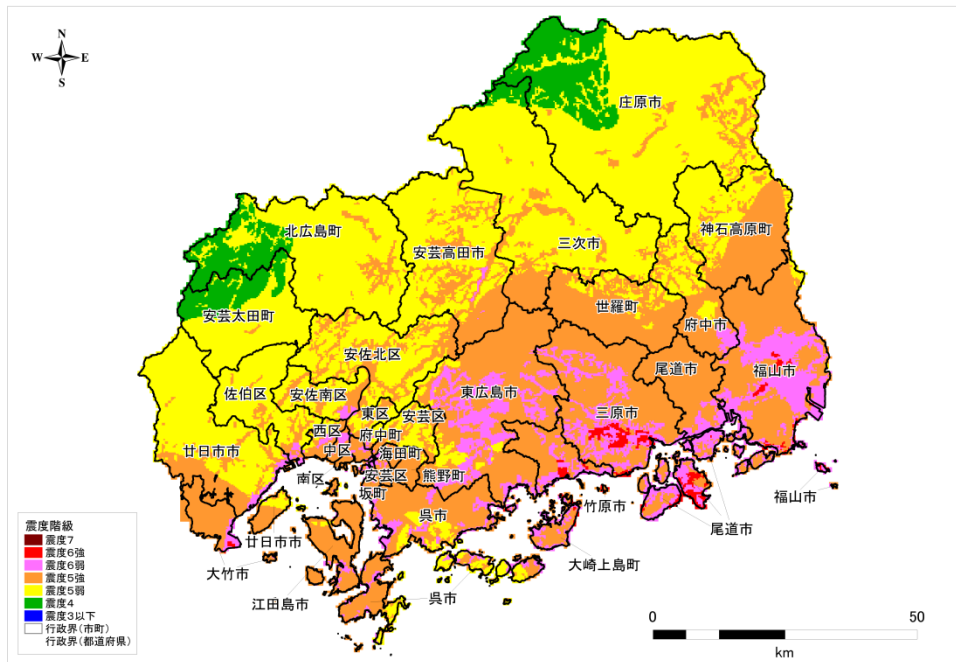 N
W E
S
庄原市
北広島町
安芸高田市
三次市
神石高原町
安芸太田町
世羅町
府中市
安佐北区
尾道市
福山市
佐伯区
安佐南区
東広島市
東区
安芸区
三原市
西区
府中町
中区
海田町
廿日市市
南区
安芸区
熊野町
坂町
竹原市
福山市
呉市
尾道市
廿日市市
大竹市
大崎上島町
江田島市
呉市
震度階級
震度7
震度6強
震度6弱
震度5強
震度5弱
震度4
震度3以下
行政界(市町)
行政界(都道府県)
0 50
km